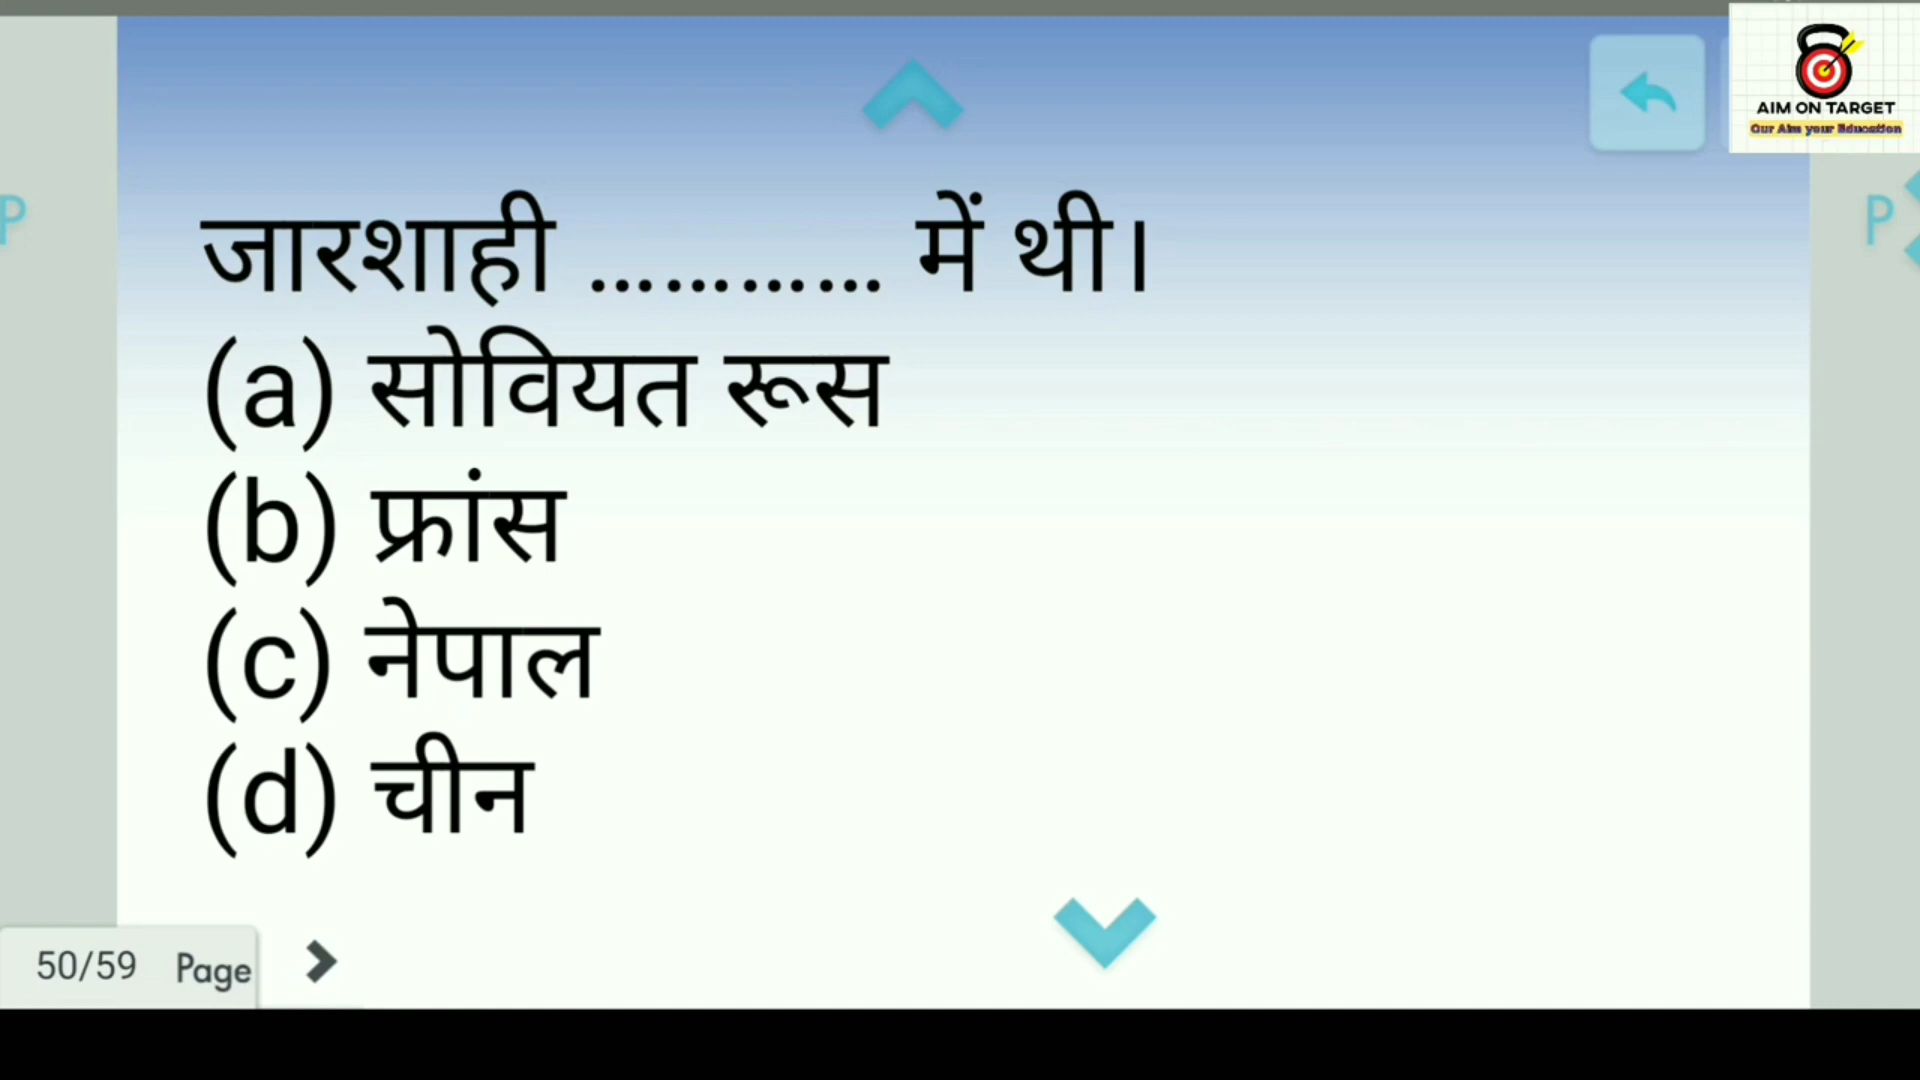 AIM ON TARGET
Our Aim your Education
P
P
जारशाही ………… में थी।
(a) सोवियत रूस
(b) फ्रांस
(c) नेपाल
(d) चीन
50/59 Page